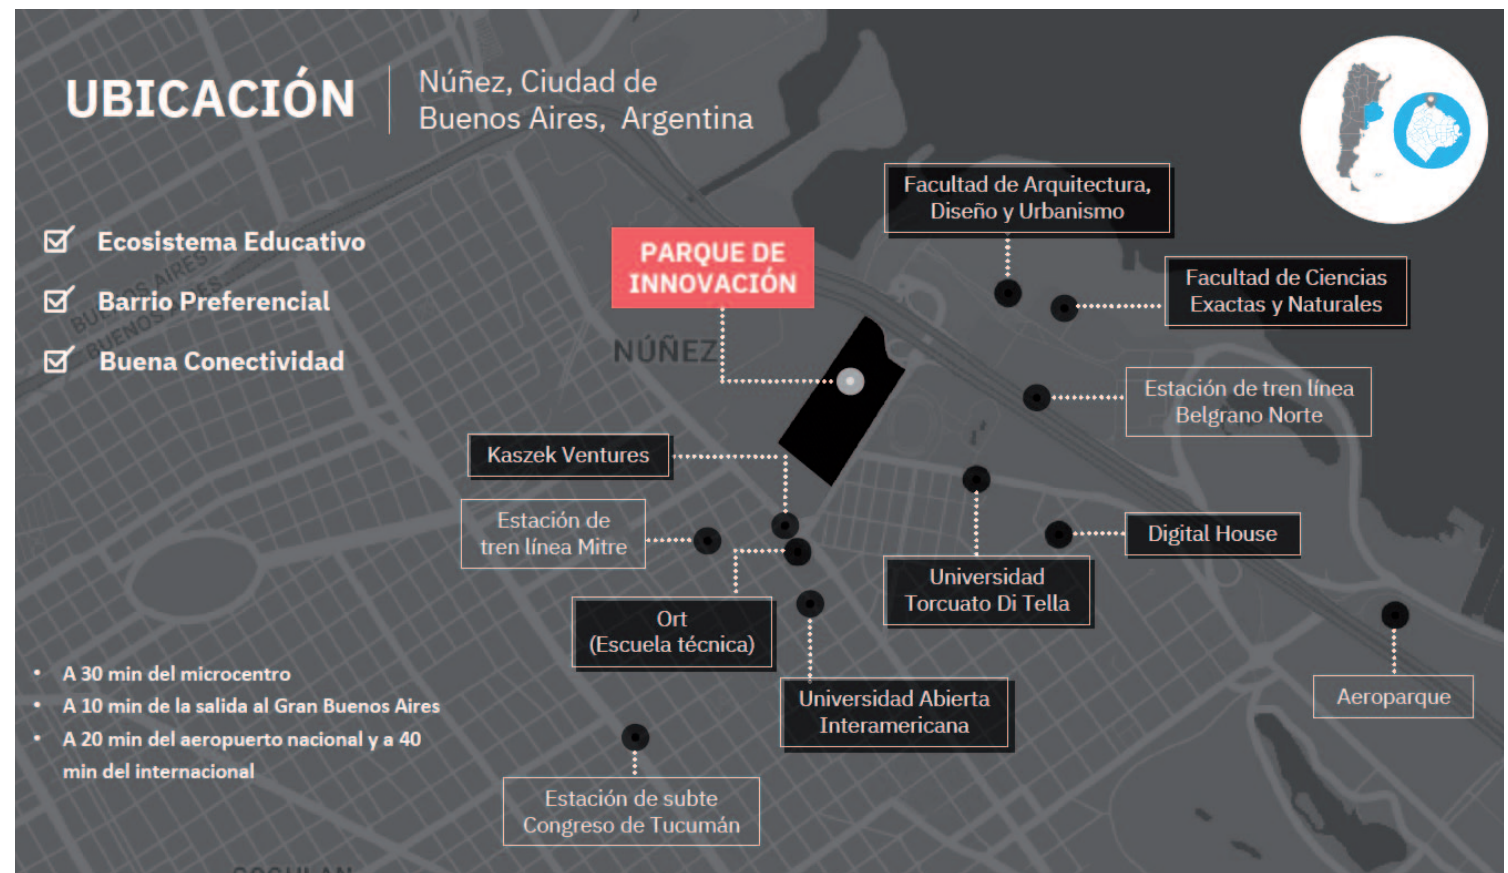 UBICACIÓN
Núñez, Ciudad de
Buenos Aires, Argentina
Ecosistema Educativo
Barrio Preferencial
Buena Conectividad
BUENOS AIRES
BUENOS AIRES
PARQUE DE
INNOVACIÓN
NÚÑEZ
Facultad de Arquitectura,
Diseño y Urbanismo
Facultad de Ciencias
Exactas y Naturales
Estación de tren línea
Belgrano Norte
Kaszek Ventures
Estación de
tren línea Mitre
Digital House
Universidad
Torcuato Di Tella
Ort
(Escuela técnica)
Universidad Abierta
Interamericana
Aeroparque
Estación de subte
Congreso de Tucumán
• A 30 min del microcentro
• A 10 min de la salida al Gran Buenos Aires
• A 20 min del aeropuerto nacional y a 40
min del internacional